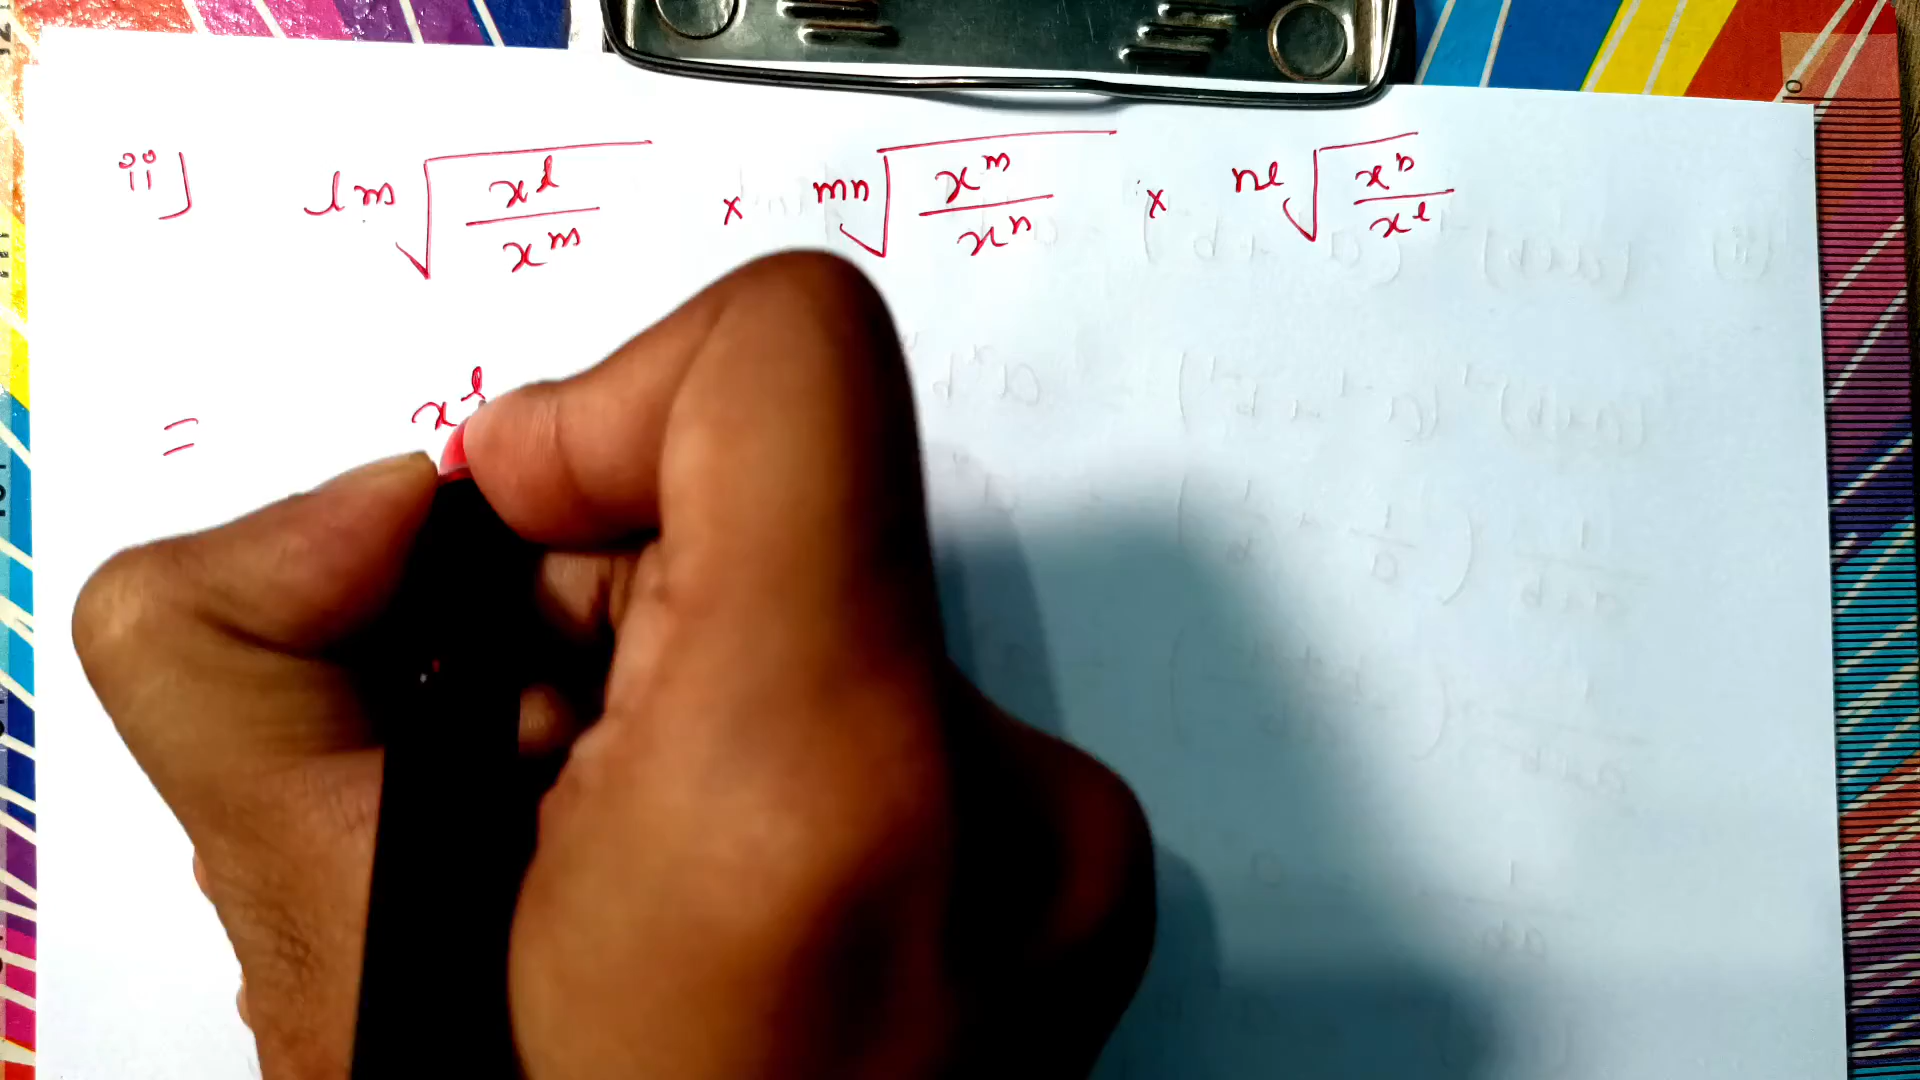 ii) lm√(x^l/x^m) × mn√(x^m/x^n) × nl√(x^n/x^l)
= x^l